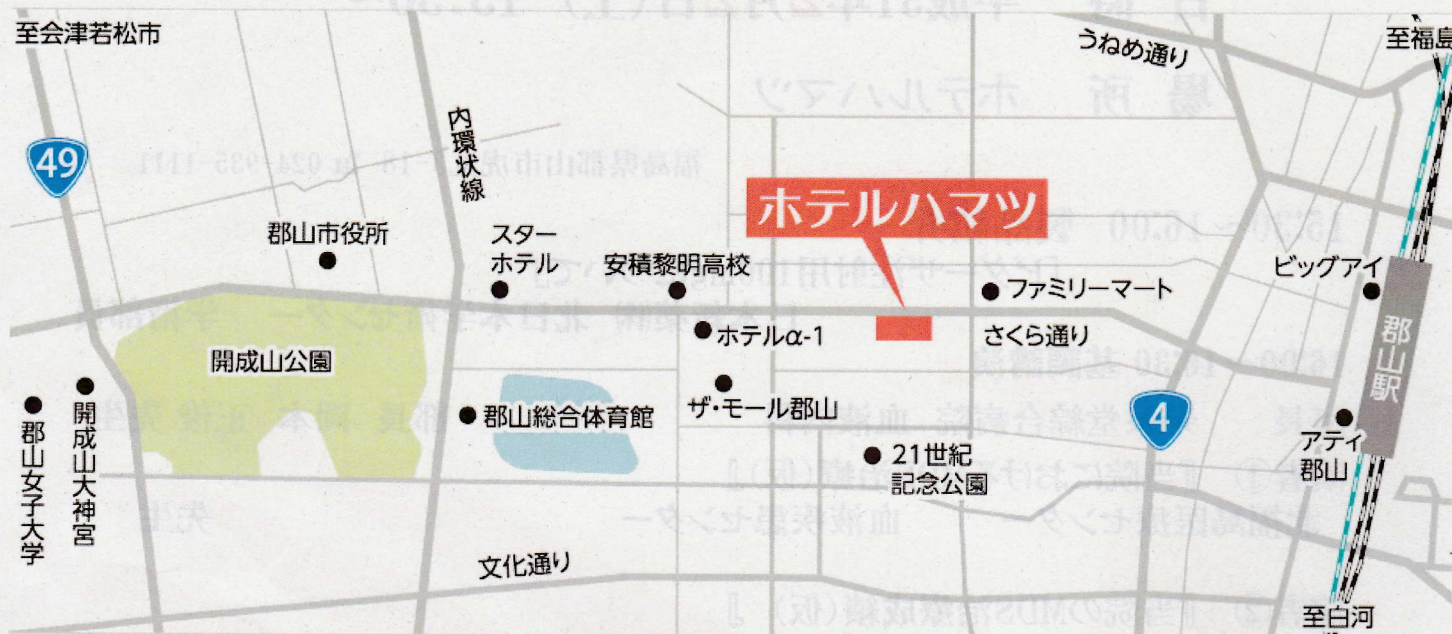 至会津若松市
うねめ通り
至福島
49
内環状線
ホテルハマツ
郡山市役所
スター
ホテル
安積黎明高校
ファミリーマート
ビッグアイ
ホテルα-1
さくら通り
郡山駅
開成山公園
開成山大神宮
郡山女子大学
郡山総合体育館
ザ・モール郡山
4
アティ
郡山
21世紀
記念公園
文化通り
至白河